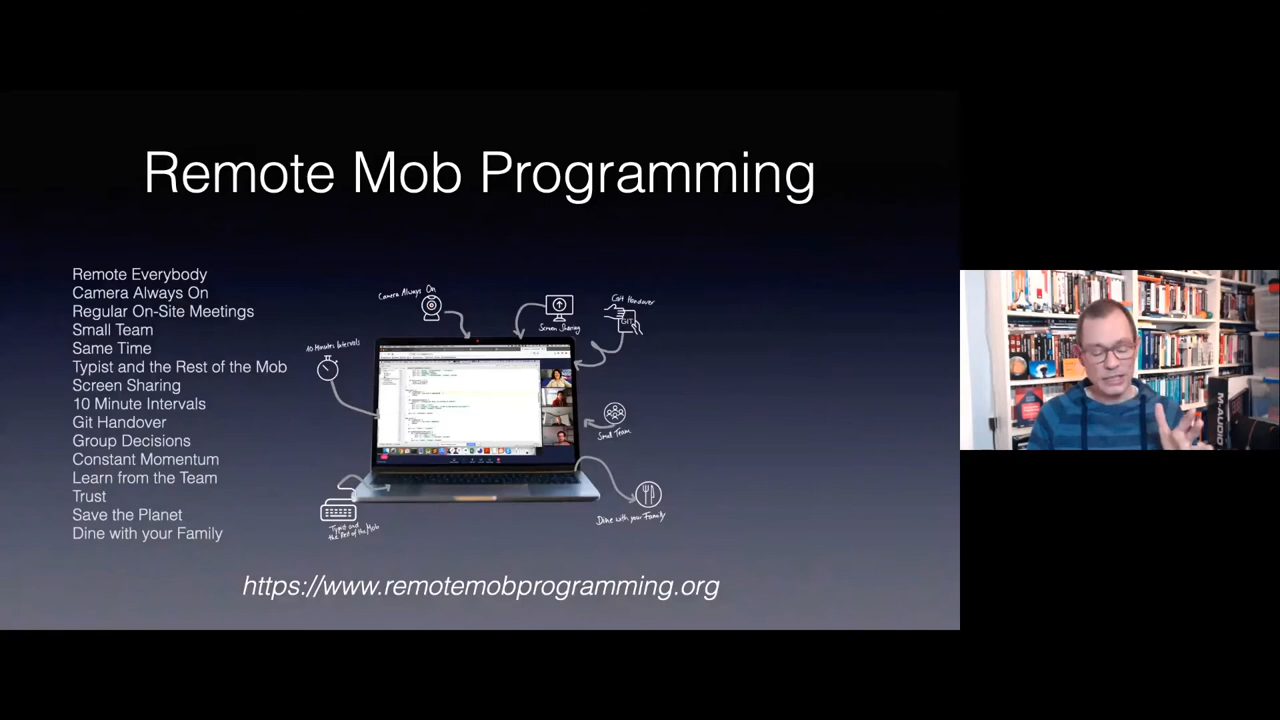 Remote Mob Programming
Remote Everybody
Camera Always On
Regular On-Site Meetings
Small Team
Same Time
Typist and the Rest of the Mob
Screen Sharing
10 Minute Intervals
Git Handover
Group Decisions
Constant Momentum
Learn from the Team
Trust
Save the Planet
Dine with your Family
Camera Always On
Screen Sharing
Git Handover
GIT
10 Minutes Intervals
Small Team
Typist and
the Rest of the Mob
Dine with your Family
https://www.remotemobprogramming.org
M-AUDIO